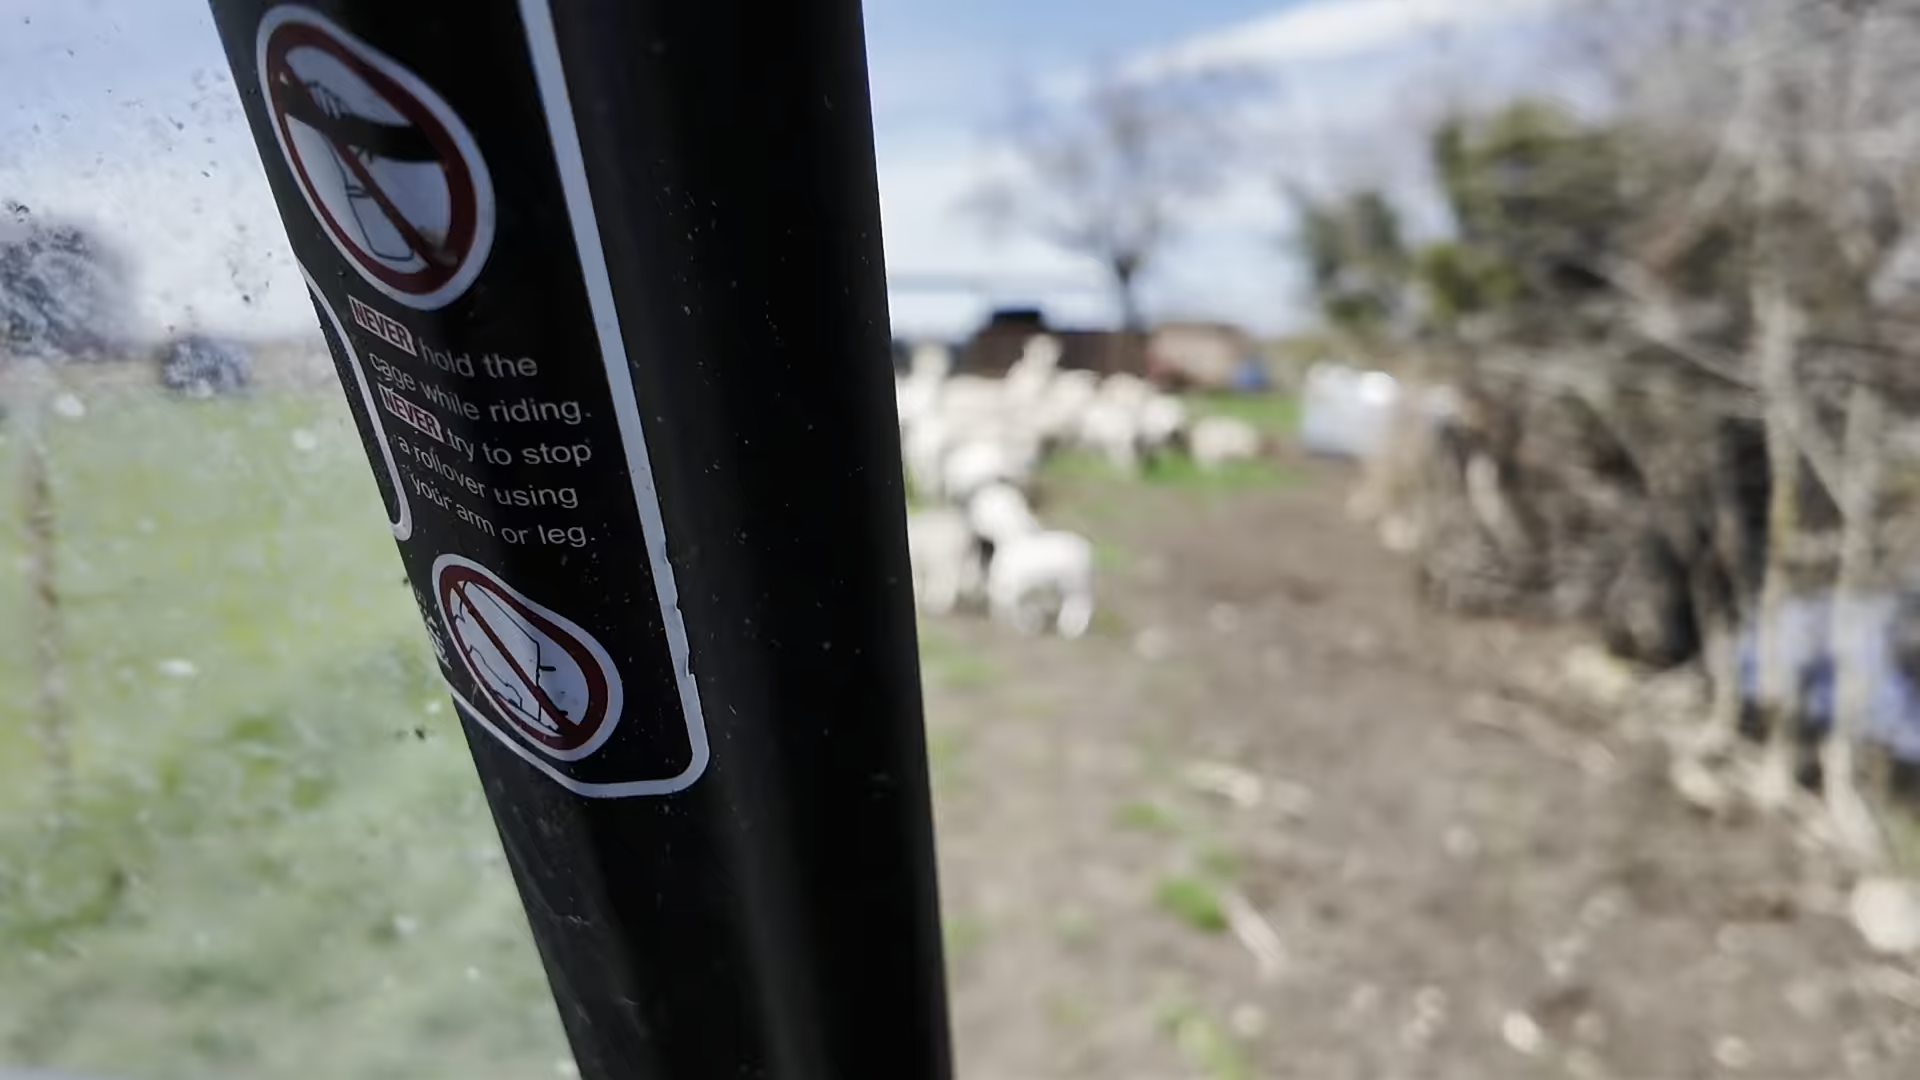 NEVER hold the
cage while riding.
NEVER try to stop
a rollover using
your arm or leg.